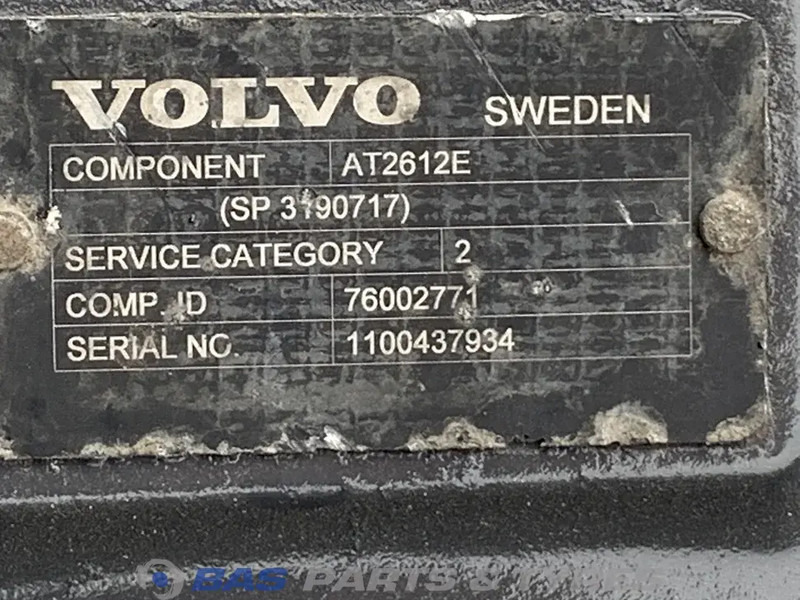 VOLVO SWEDEN
COMPONENT AT2612E
(SP 3190717)
SERVICE CATEGORY 2
COMP. ID 76002771
SERIAL NO. 1100437934
BAS PARTS &